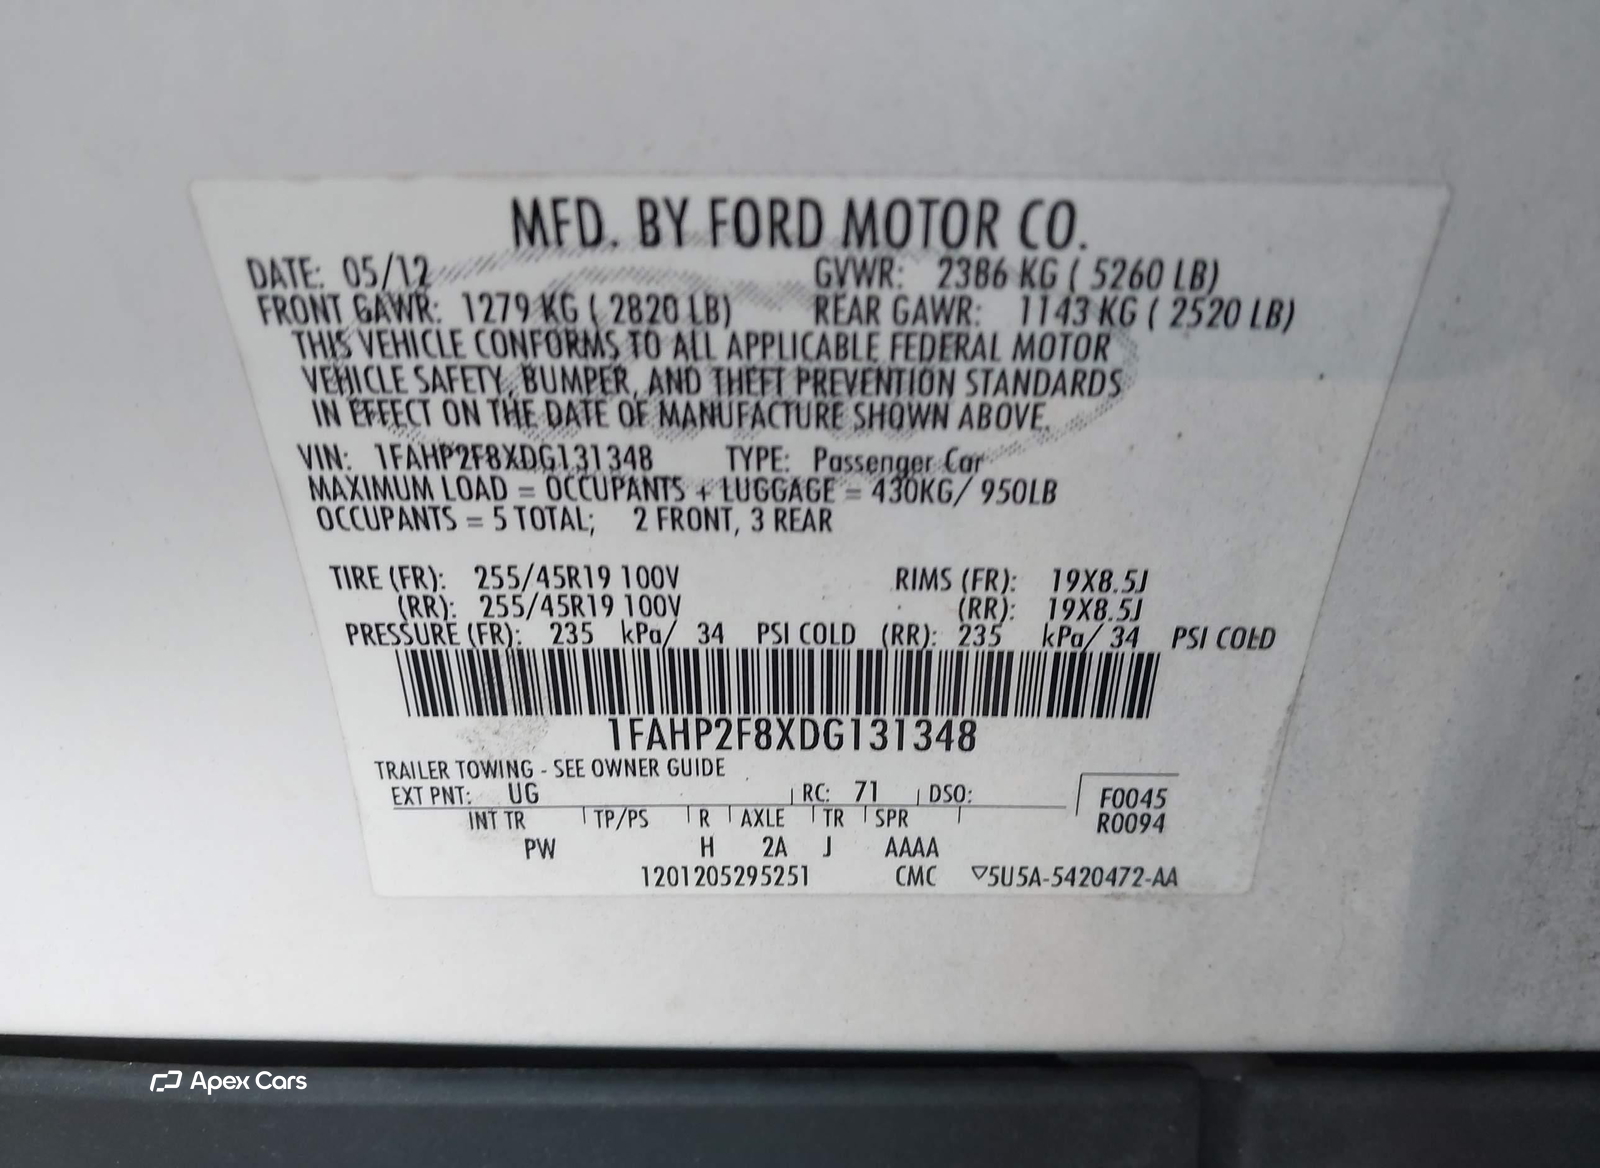 MFD. BY FORD MOTOR CO.
DATE: 05/12 GVWR: 2386 KG ( 5260 LB)
FRONT GAWR: 1279 KG ( 2820 LB) REAR GAWR: 1143 KG ( 2520 LB)
THIS VEHICLE CONFORMS TO ALL APPLICABLE FEDERAL MOTOR
VEHICLE SAFETY, BUMPER, AND THEFT PREVENTION STANDARDS
IN EFFECT ON THE DATE OF MANUFACTURE SHOWN ABOVE.
VIN: 1FAHP2F8XDG131348 TYPE: Passenger Car
MAXIMUM LOAD = OCCUPANTS + LUGGAGE = 430KG/ 950LB
OCCUPANTS = 5 TOTAL; 2 FRONT, 3 REAR
TIRE (FR): 255/45R19 100V RIMS (FR): 19X8.5J
(RR): 255/45R19 100V (RR): 19X8.5J
PRESSURE (FR): 235 kPa/ 34 PSI COLD (RR): 235 kPa/ 34 PSI COLD
1FAHP2F8XDG131348
TRAILER TOWING - SEE OWNER GUIDE
EXT PNT: UG RC: 71 DSO: F0045
INT TR TP/PS R AXLE TR SPR R0094
PW H 2A J AAAA
1201205295251 CMC ▽5U5A-5420472-AA
Apex Cars